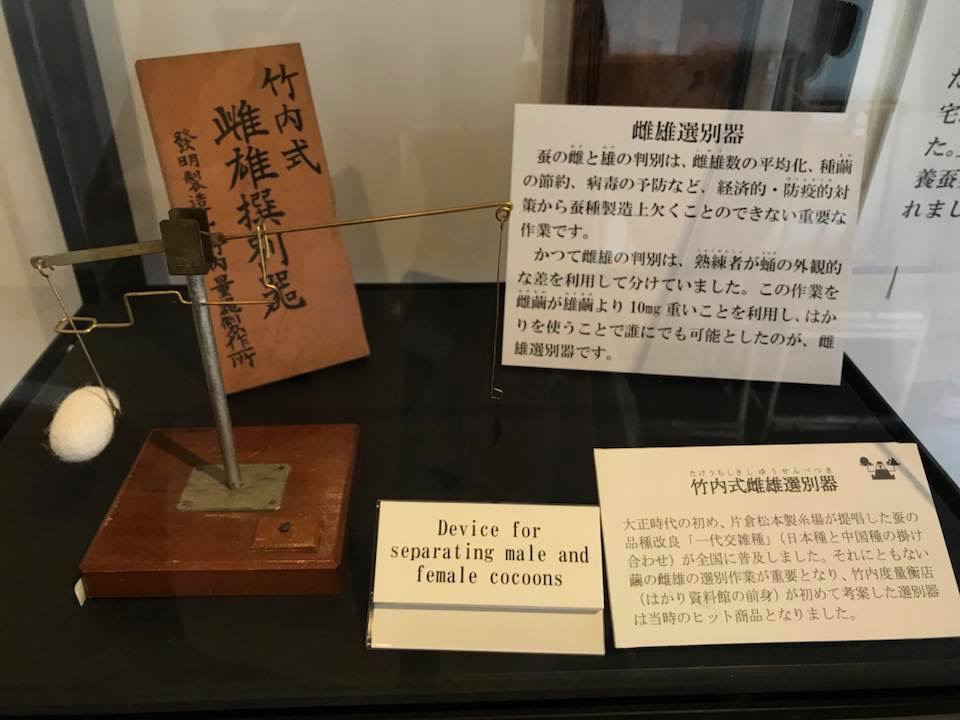 竹内式
雌雄撰別器
發明製造
竹内量器製作所
雌雄選別器
蚕の雌と雄の判別は、雌雄数の平均化、種繭
の節約、病毒の予防など、経済的・防疫的対
策から蚕種製造上欠くことのできない重要な
作業です。
かつて雌雄の判別は、熟練者が蛹の外観的
な差を利用して分けていました。この作業を
雌繭が雄繭より10mg重いことを利用し、はか
りを使うことで誰にでも可能としたのが、雌
雄選別器です。
た
宅
た。
養蚕
れまし
Device for
separating male and
female cocoons
たけうちしきしゆうせんべつき
竹内式雌雄選別器
大正時代の初め、片倉松本製糸場が提唱した蚕の
品種改良「一代交雑種」（日本種と中国種の掛け
合わせ）が全国に普及しました。それにともない
繭の雌雄の選別作業が重要となり、竹内度量衡店
（はかり資料館の前身）が初めて考案した選別器
は当時のヒット商品となりました。